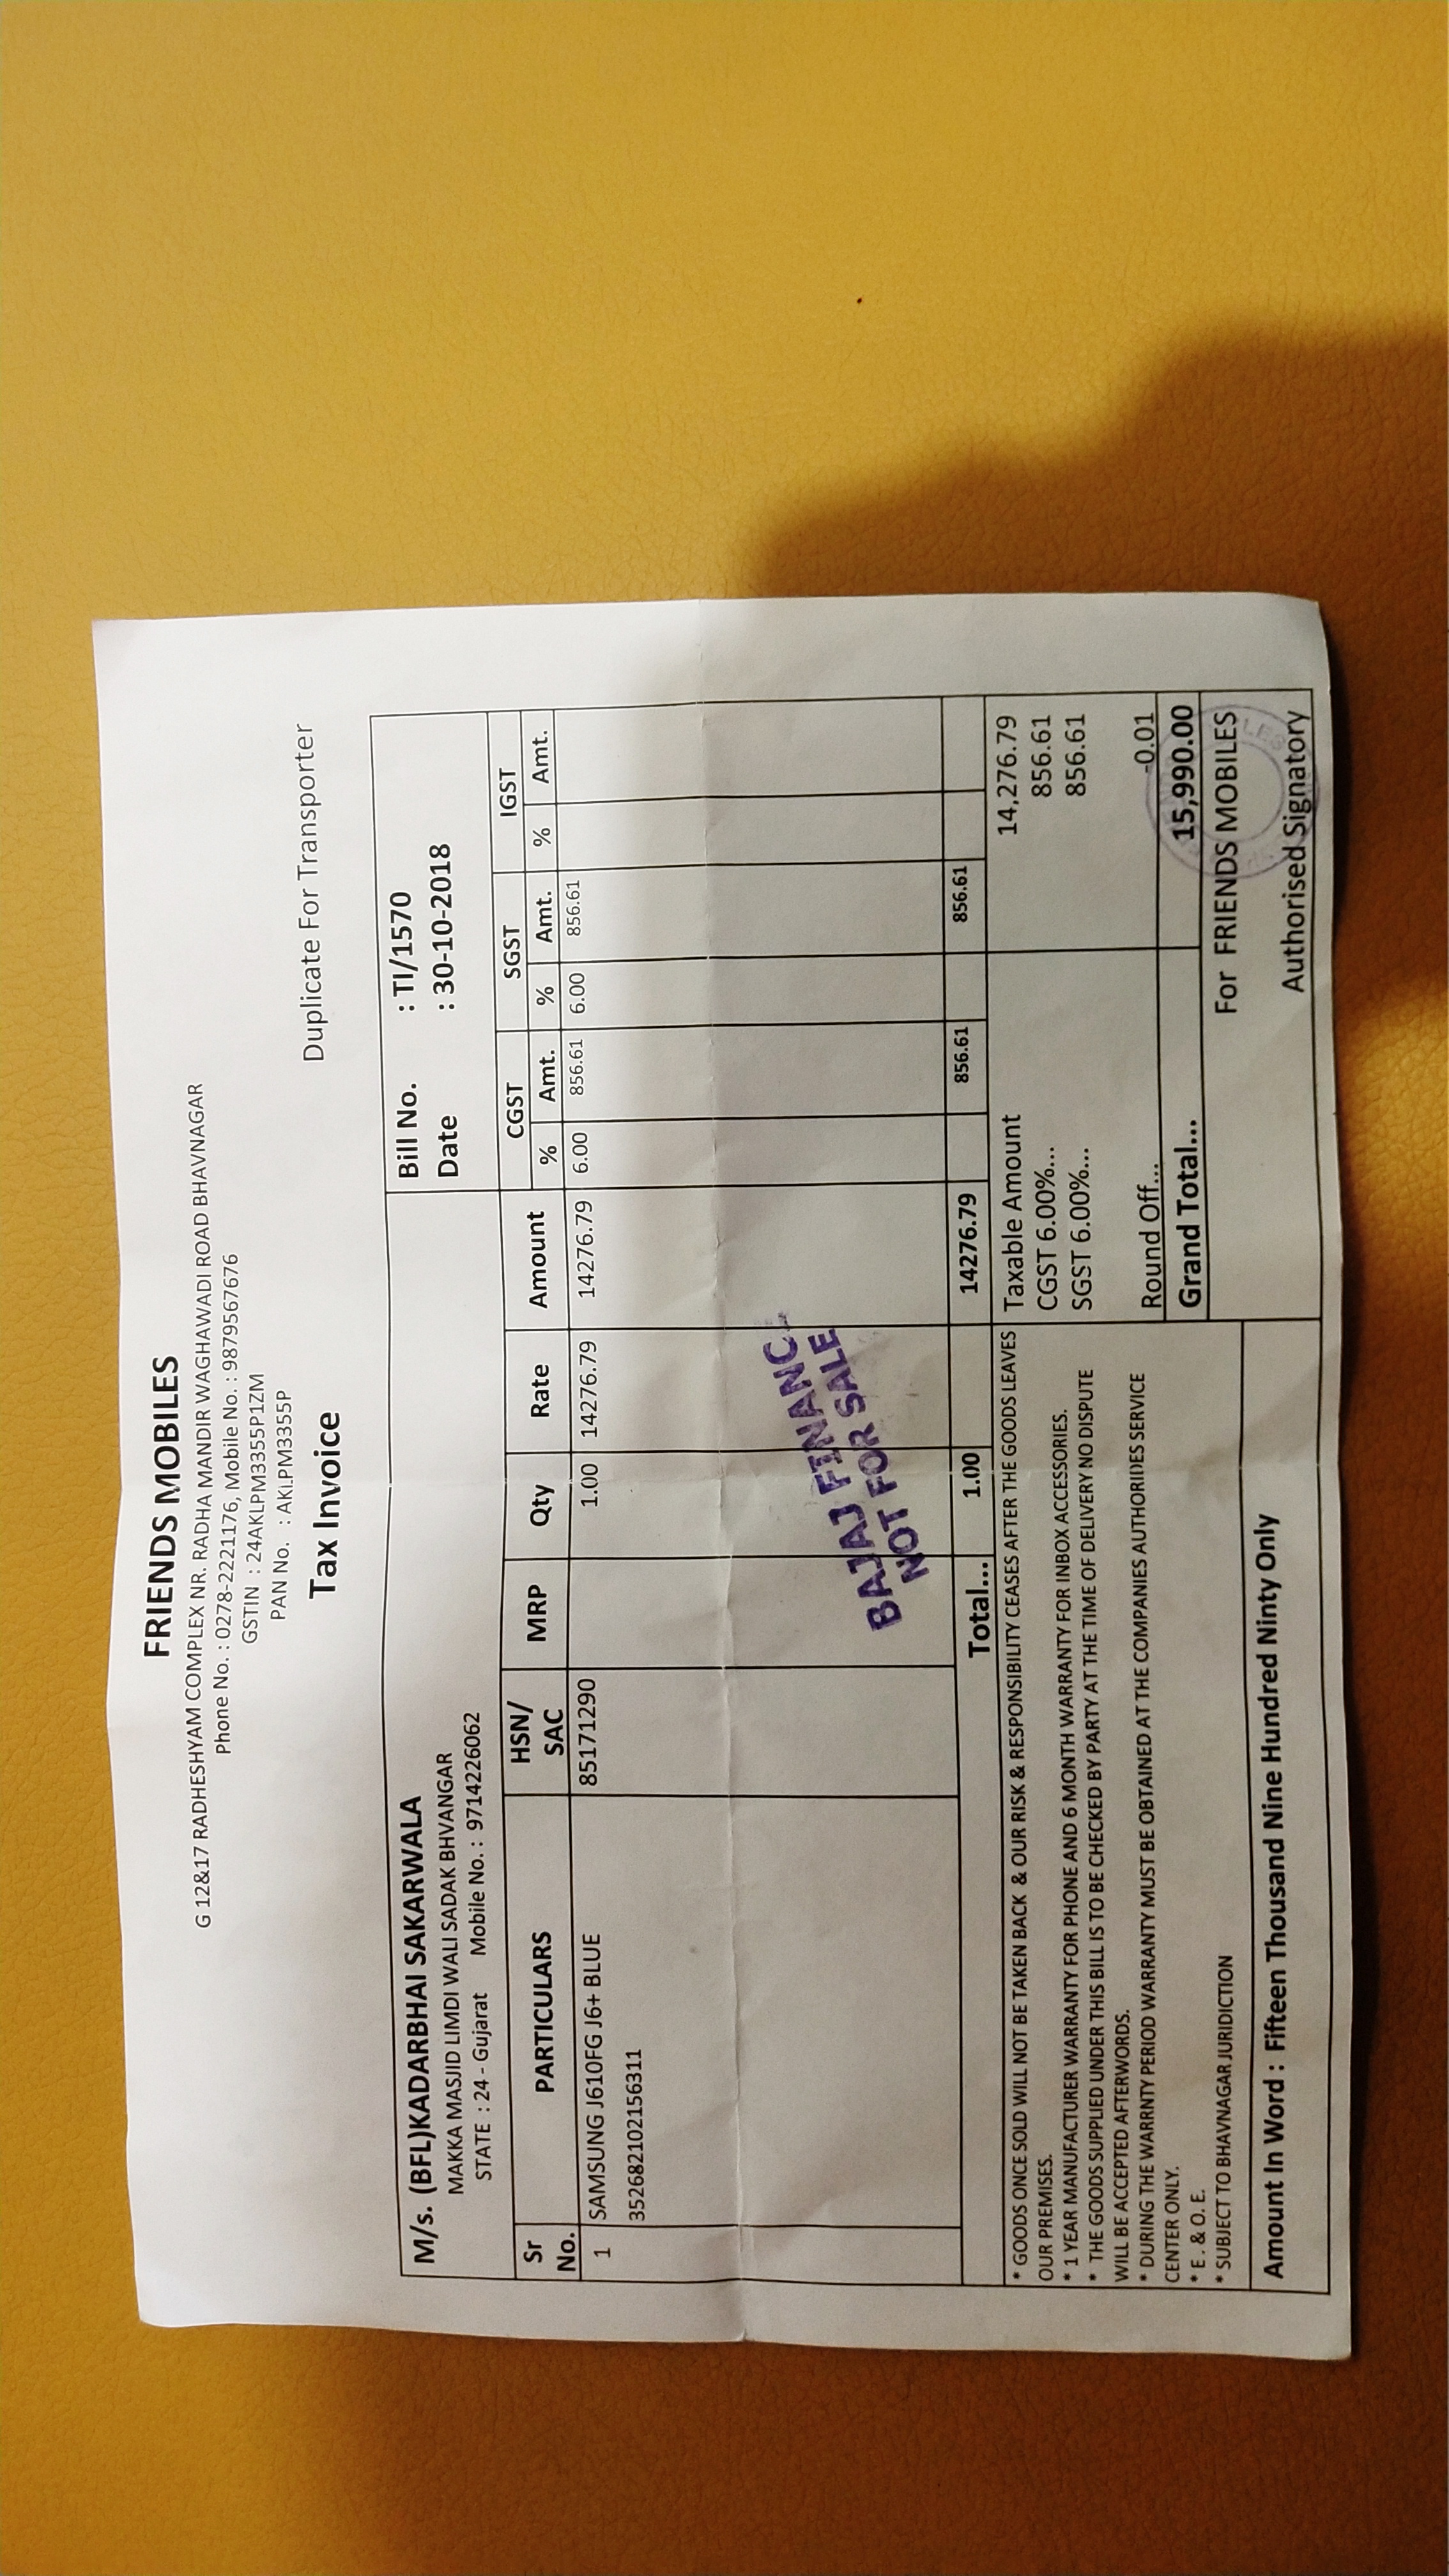 FRIENDS MOBILES
G 12&17 RADHESHYAM COMPLEX NR. RADHA MANDIR WAGHAWADI ROAD BHAVNAGAR
Phone No. : 0278-2221176, Mobile No. : 9879567676
GSTIN : 24AKLPM3355P1ZM
PAN No. : AKLPM3355P
Tax Invoice
Duplicate For Transporter
M/s. (BFL)KADARBHAI SAKARWALA
MAKKA MASJID LIMDI WALI SADAK BHVANGAR
STATE : 24 - Gujarat Mobile No. : 9714226062
Bill No. : TI/1570
Date : 30-10-2018
Sr No. PARTICULARS HSN/ SAC MRP Qty Rate Amount CGST SGST IGST
% Amt. % Amt. % Amt.
1 SAMSUNG J610FG J6+ BLUE 85171290 1.00 14276.79 14276.79 6.00 856.61 6.00 856.61
352682102156311
BAJAJ FINANC
NOT FOR SALE
Total... 1.00 14276.79 856.61 856.61
* GOODS ONCE SOLD WILL NOT BE TAKEN BACK & OUR RISK & RESPONSIBILITY CEASES AFTER THE GOODS LEAVES
OUR PREMISES.
* 1 YEAR MANUFACTURER WARRANTY FOR PHONE AND 6 MONTH WARRANTY FOR INBOX ACCESSORIES.
* THE GOODS SUPPLIED UNDER THIS BILL IS TO BE CHECKED BY PARTY AT THE TIME OF DELIVERY NO DISPUTE
WILL BE ACCEPTED AFTERWORDS.
* DURING THE WARRNTY PERIOD WARRANTY MUST BE OBTAINED AT THE COMPANIES AUTHORIDES SERVICE
CENTER ONLY.
* E. & O. E.
* SUBJECT TO BHAVNAGAR JURIDICTION
Taxable Amount 14,276.79
CGST 6.00%... 856.61
SGST 6.00%... 856.61
Round Off... -0.01
Grand Total... 15,990.00
Amount In Word : Fifteen Thousand Nine Hundred Ninty Only
For FRIENDS MOBILES
Authorised Signatory